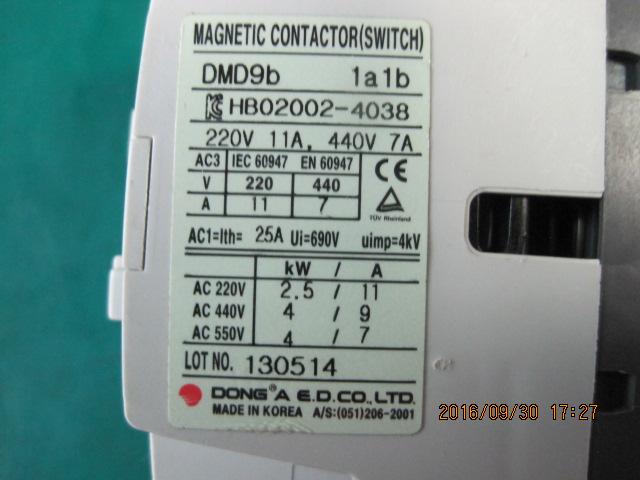 MAGNETIC CONTACTOR(SWITCH)
DMD9b 1a1b
HB02002-4038
220V 11A, 440V 7A
AC3 IEC 60947 EN 60947 CE
V 220 440
A 11 7
TÜV Rheinland
AC1=Ith= 25A Ui=690V uimp=4kV
kW / A
AC 220V 2.5 / 11
AC 440V 4 / 9
AC 550V 4 / 7
LOT NO. 130514
DONG A E.D.CO.,LTD.
MADE IN KOREA A/S:(051)206-2001
2016/09/30 17:27